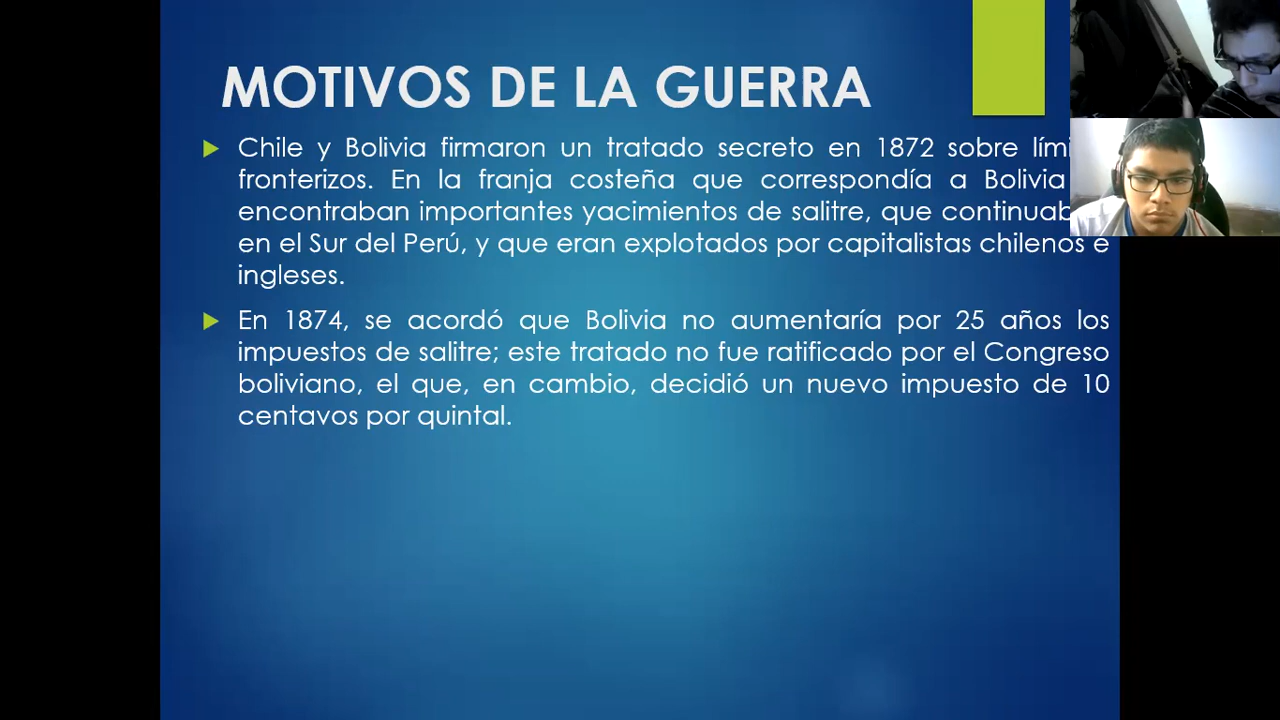 MOTIVOS DE LA GUERRA
Chile y Bolivia firmaron un tratado secreto en 1872 sobre
fronterizos. En la franja costeña que correspondía a Bolivia
encontraban importantes yacimientos de salitre, que
en el Sur del Perú, y que eran explotados por capitalistas chilenos e
ingleses.
En 1874, se acordó que Bolivia no aumentaría por 25 años los
impuestos de salitre; este tratado no fue ratificado por el Congreso
boliviano, el que, en cambio, decidió un nuevo impuesto de 10
centavos por quintal.